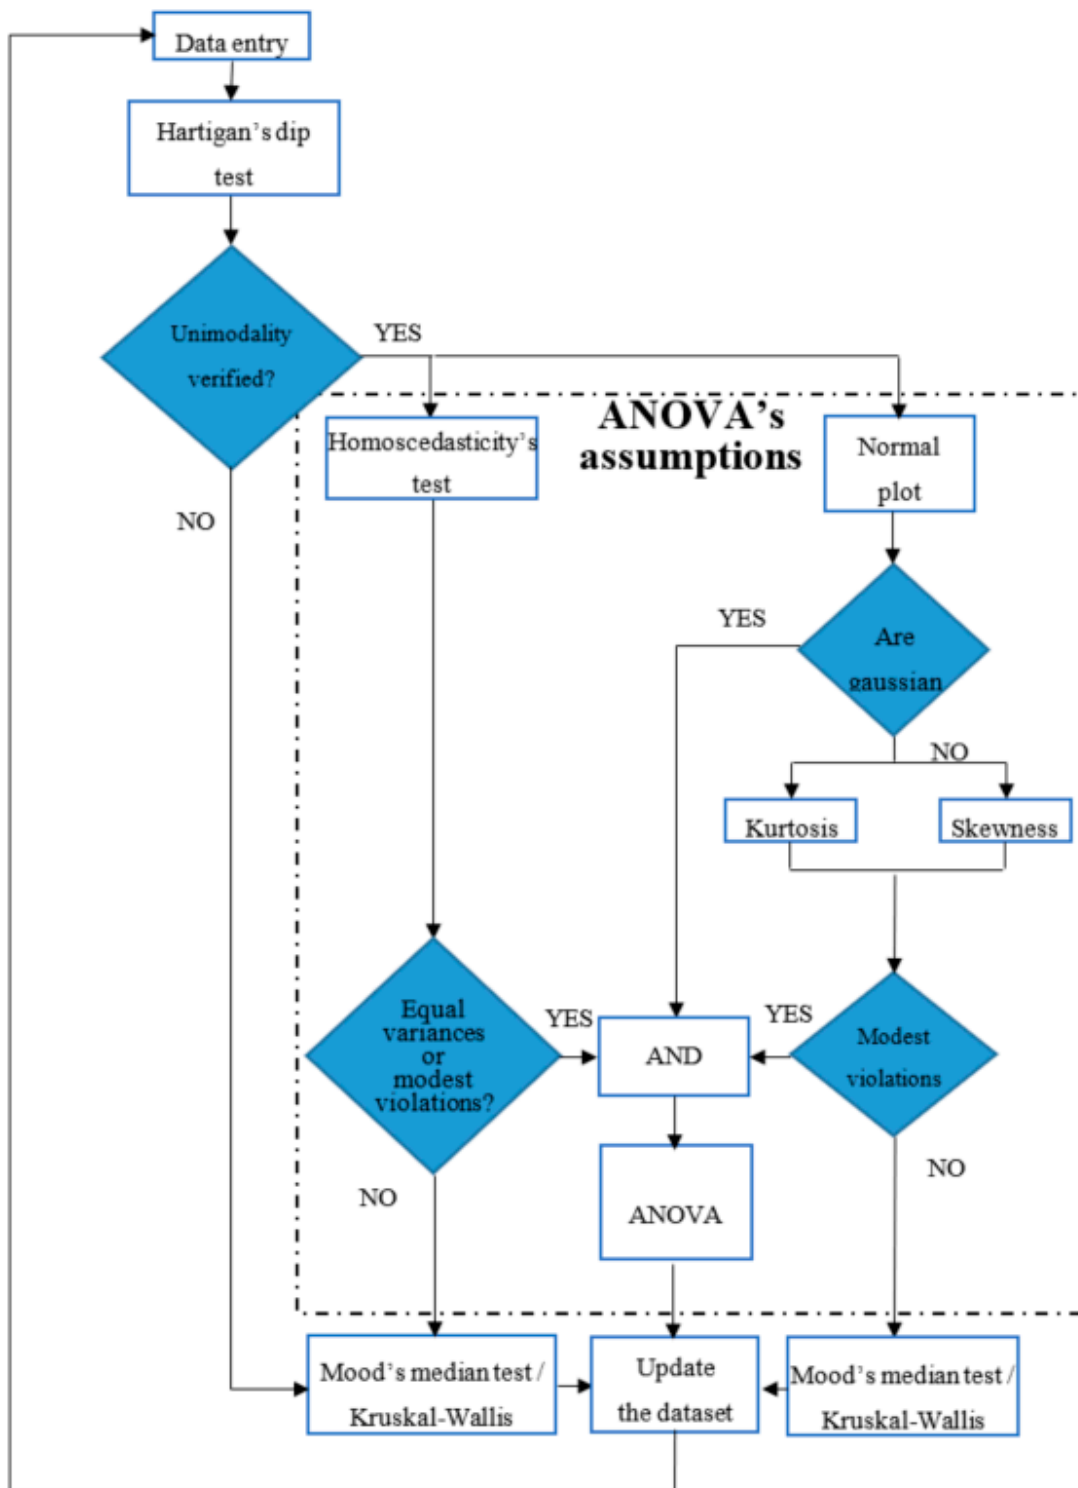 Data entry
Hartigan's dip
test
Unimodality
verified?
YES
NO
ANOVA's
assumptions
Homoscedasticity's
test
Normal
plot
YES
Are
gaussian
NO
Kurtosis
Skewness
Equal
variances
or
modest
violations?
YES
AND
YES
Modest
violations
NO
ANOVA
NO
Mood's median test /
Kruskal-Wallis
Update
the dataset
Mood's median test /
Kruskal-Wallis